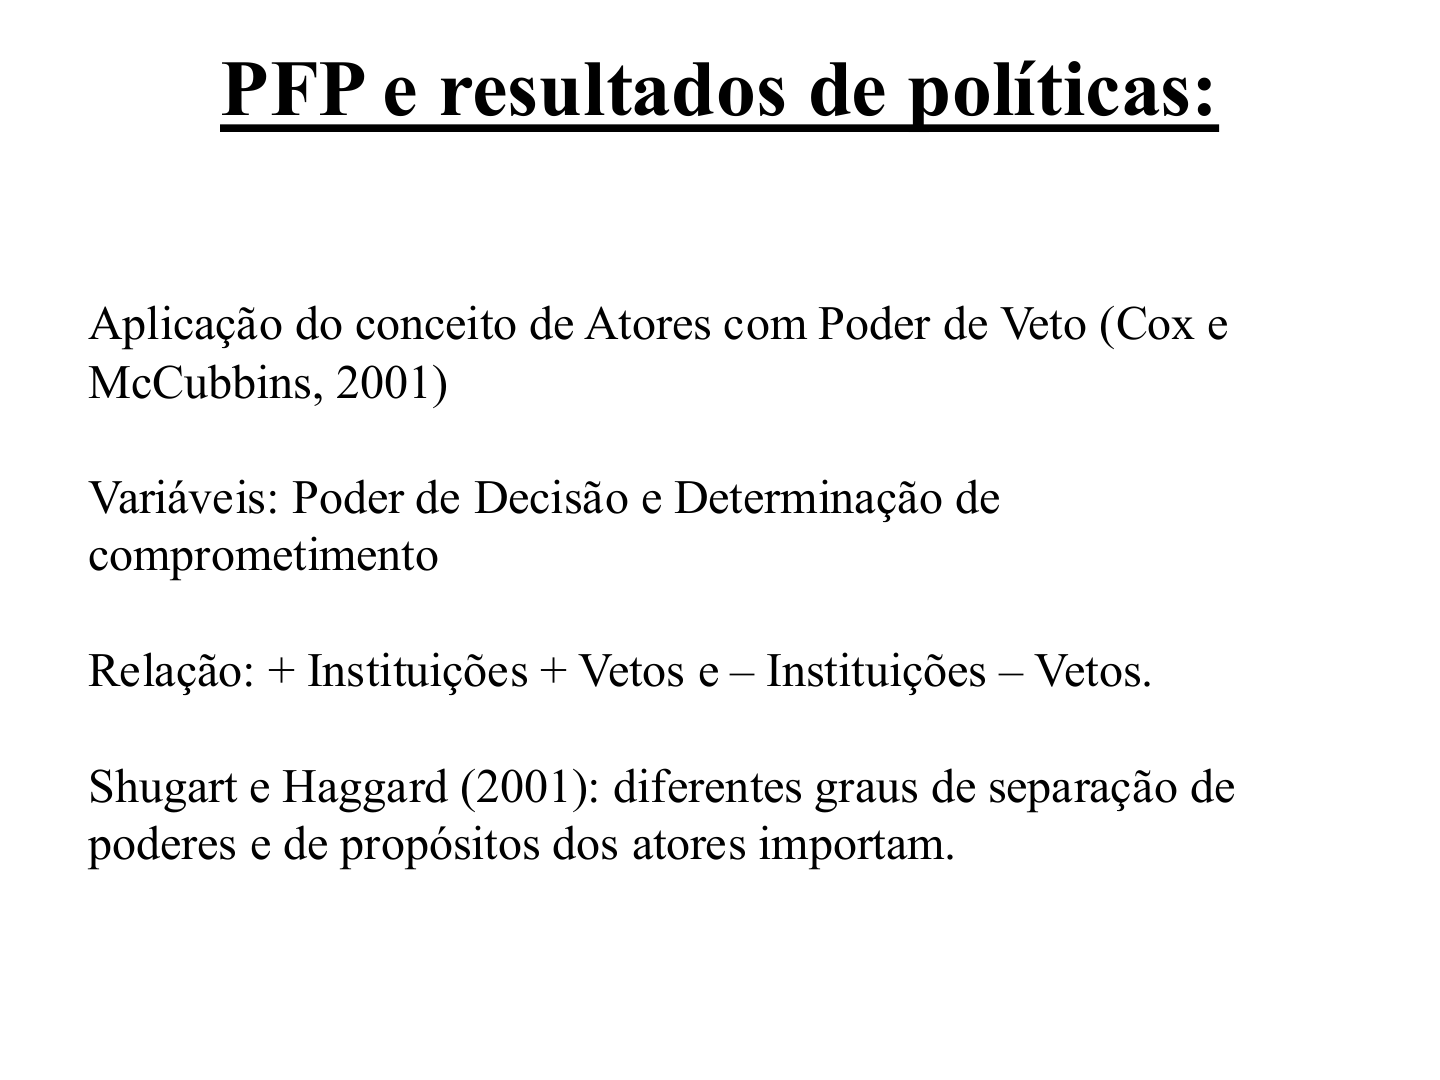 PFP e resultados de políticas:
Aplicação do conceito de Atores com Poder de Veto (Cox e
McCubbins, 2001)
Variáveis: Poder de Decisão e Determinação de
comprometimento
Relação: + Instituições + Vetos e – Instituições – Vetos.
Shugart e Haggard (2001): diferentes graus de separação de
poderes e de propósitos dos atores importam.